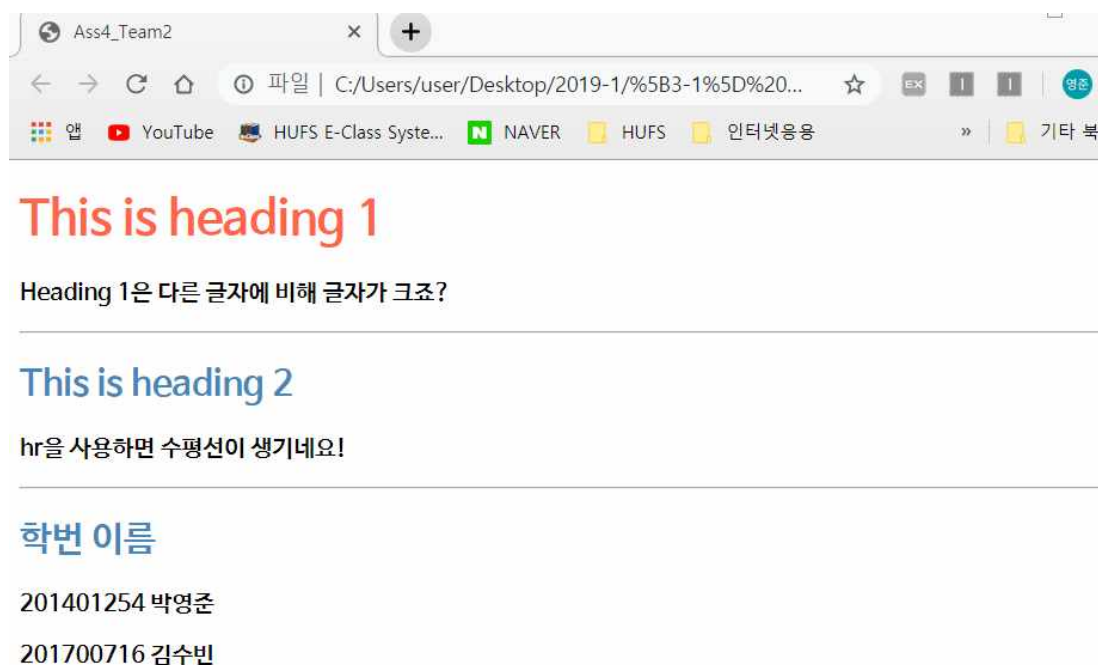 Ass4_Team2
파일 | C:/Users/user/Desktop/2019-1/%5B3-1%5D%20...
EX
영준
앱 YouTube HUFS E-Class Syste... N NAVER HUFS 인터넷응용 » 기타 북
This is heading 1
Heading 1은 다른 글자에 비해 글자가 크죠?
This is heading 2
hr을 사용하면 수평선이 생기네요!
학번 이름
201401254 박영준
201700716 김수빈